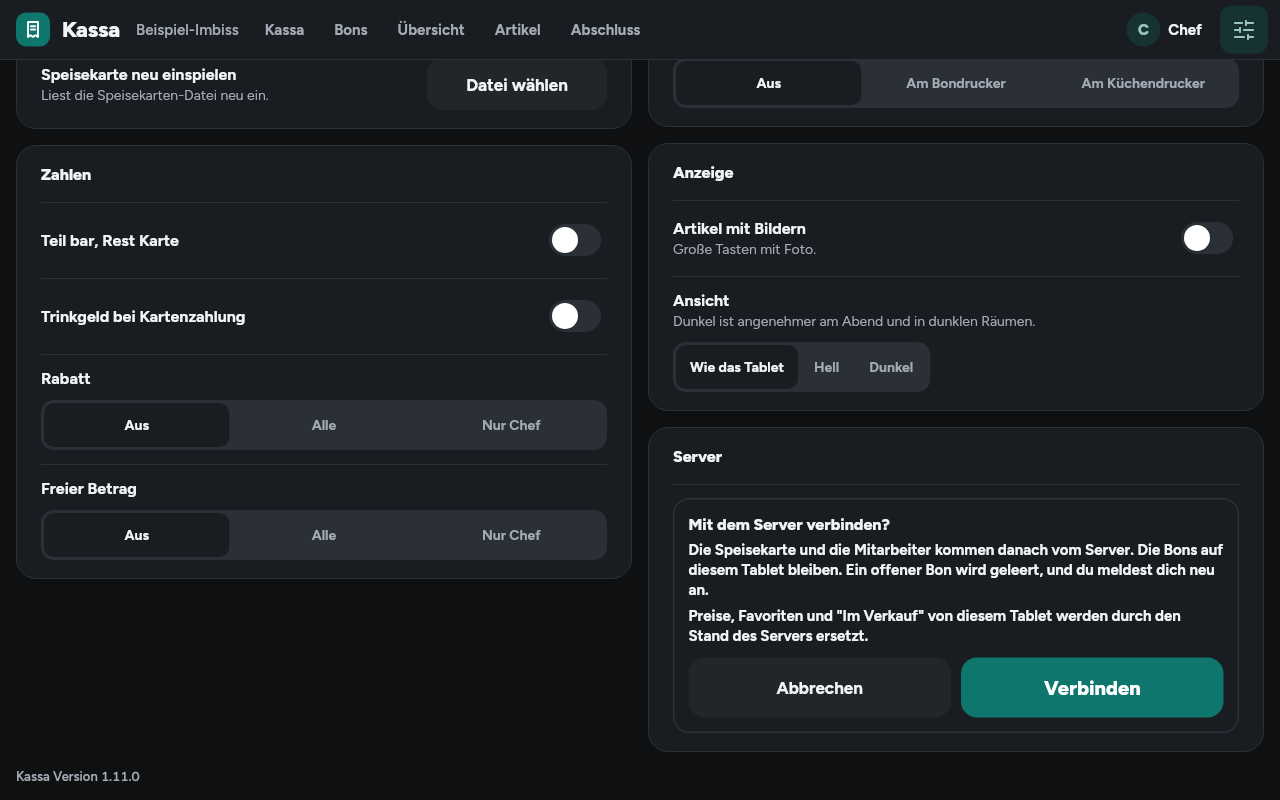 Kassa Beispiel-Imbiss Kassa Bons Übersicht Artikel Abschluss C Chef
Speisekarte neu einspielen
Liest die Speisekarten-Datei neu ein.
Datei wählen
Zahlen
Teil bar, Rest Karte
Trinkgeld bei Kartenzahlung
Rabatt
Aus Alle Nur Chef
Freier Betrag
Aus Alle Nur Chef
Aus Am Bondrucker Am Küchendrucker
Anzeige
Artikel mit Bildern
Große Tasten mit Foto.
Ansicht
Dunkel ist angenehmer am Abend und in dunklen Räumen.
Wie das Tablet Hell Dunkel
Server
Mit dem Server verbinden?
Die Speisekarte und die Mitarbeiter kommen danach vom Server. Die Bons auf
diesem Tablet bleiben. Ein offener Bon wird geleert, und du meldest dich neu
an.
Preise, Favoriten und "Im Verkauf" von diesem Tablet werden durch den
Stand des Servers ersetzt.
Abbrechen Verbinden
Kassa Version 1.11.0